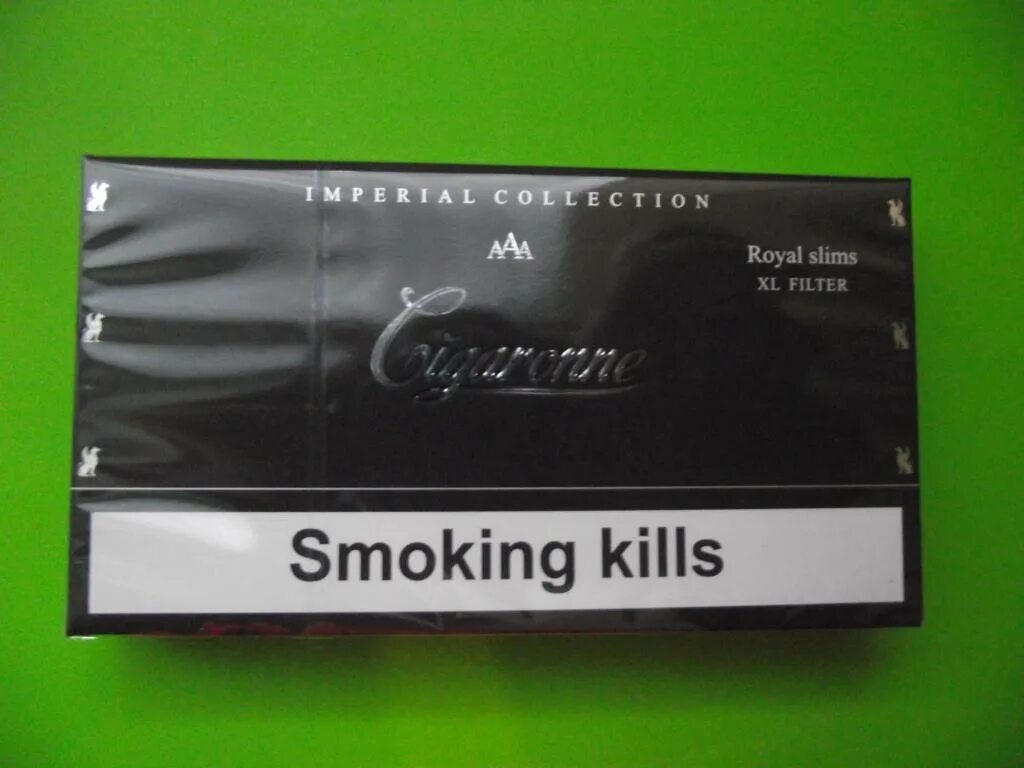 IMPERIAL COLLECTION
AAA
Royal slims
XL FILTER
Cigaronne
Smoking kills